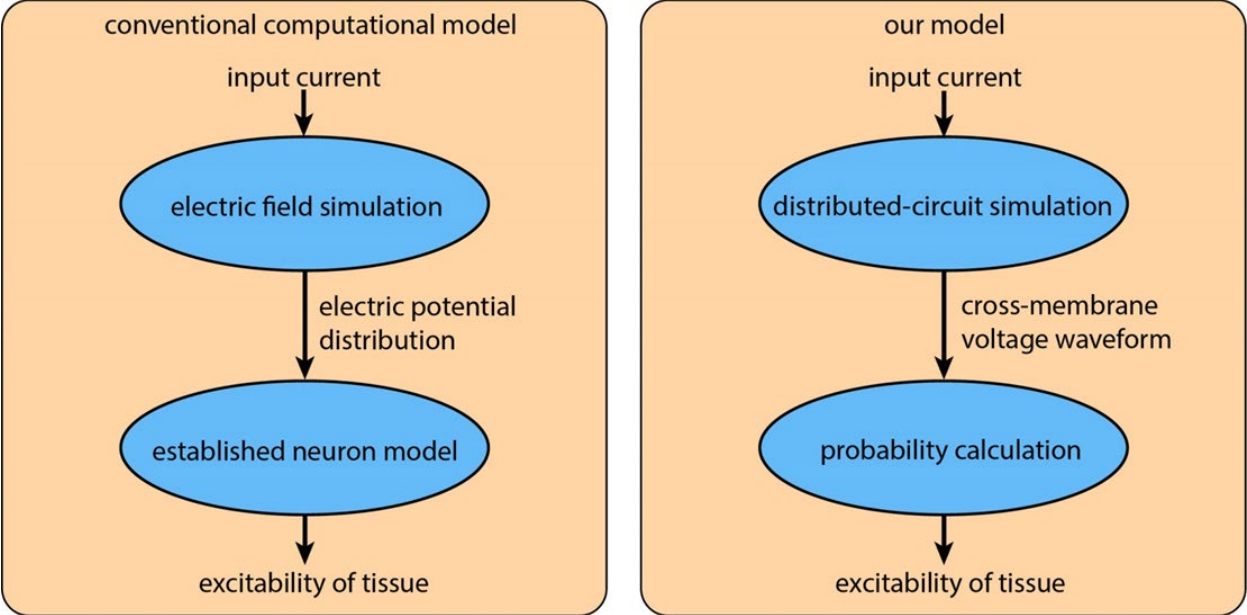 conventional computational model
input current
electric field simulation
electric potential
distribution
established neuron model
excitability of tissue
our model
input current
distributed-circuit simulation
cross-membrane
voltage waveform
probability calculation
excitability of tissue